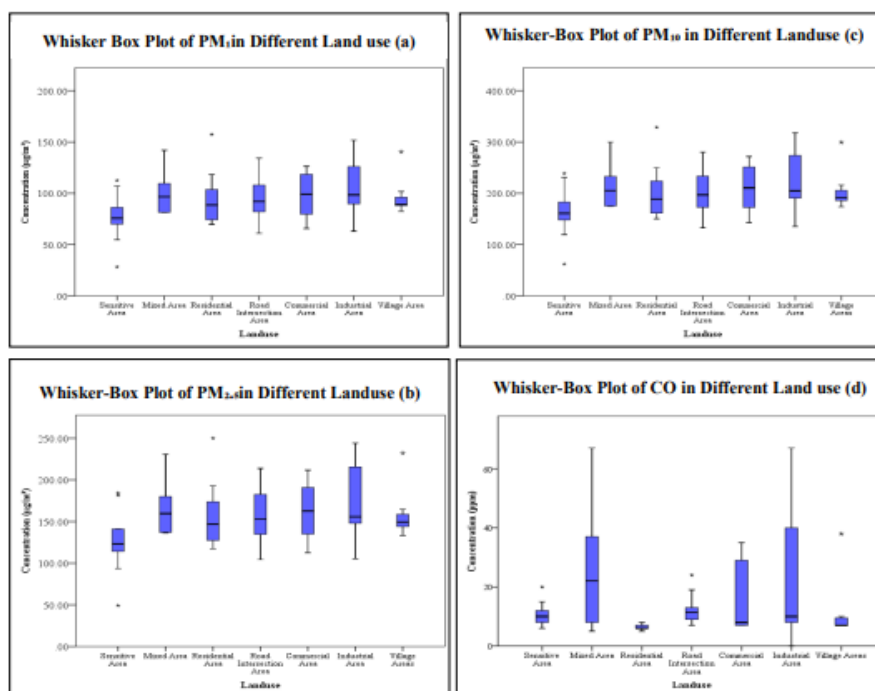 Whisker Box Plot of PM₁in Different Land use (a)
Concentration (µg/m³)
200.00
150.00
100.00
50.00
.00
Sensitive Area
Mixed Area
Residential Area
Road Intersection Area
Commercial Area
Industrial Area
Village Area
Landuse
Whisker-Box Plot of PM₁₀ in Different Landuse (c)
Concentration (µg/m³)
400.00
300.00
200.00
100.00
.00
Sensitive Area
Mixed Area
Residential Area
Road Intersection Area
Commercial Area
Industrial Area
Village Areas
Landuse
Whisker-Box Plot of PM₂.₅in Different Landuse (b)
Concentration (µg/m³)
250.00
200.00
150.00
100.00
50.00
.00
Sensitive Area
Mixed Area
Residential Area
Road Intersection Area
Commercial Area
Industrial Area
Village Areas
Landuse
Whisker-Box Plot of CO in Different Land use (d)
Concentration (ppm)
60
40
20
0
Sensitive Area
Mixed Area
Residential Area
Road Intersection Area
Commercial Area
Industrial Area
Village Areas
Landuse